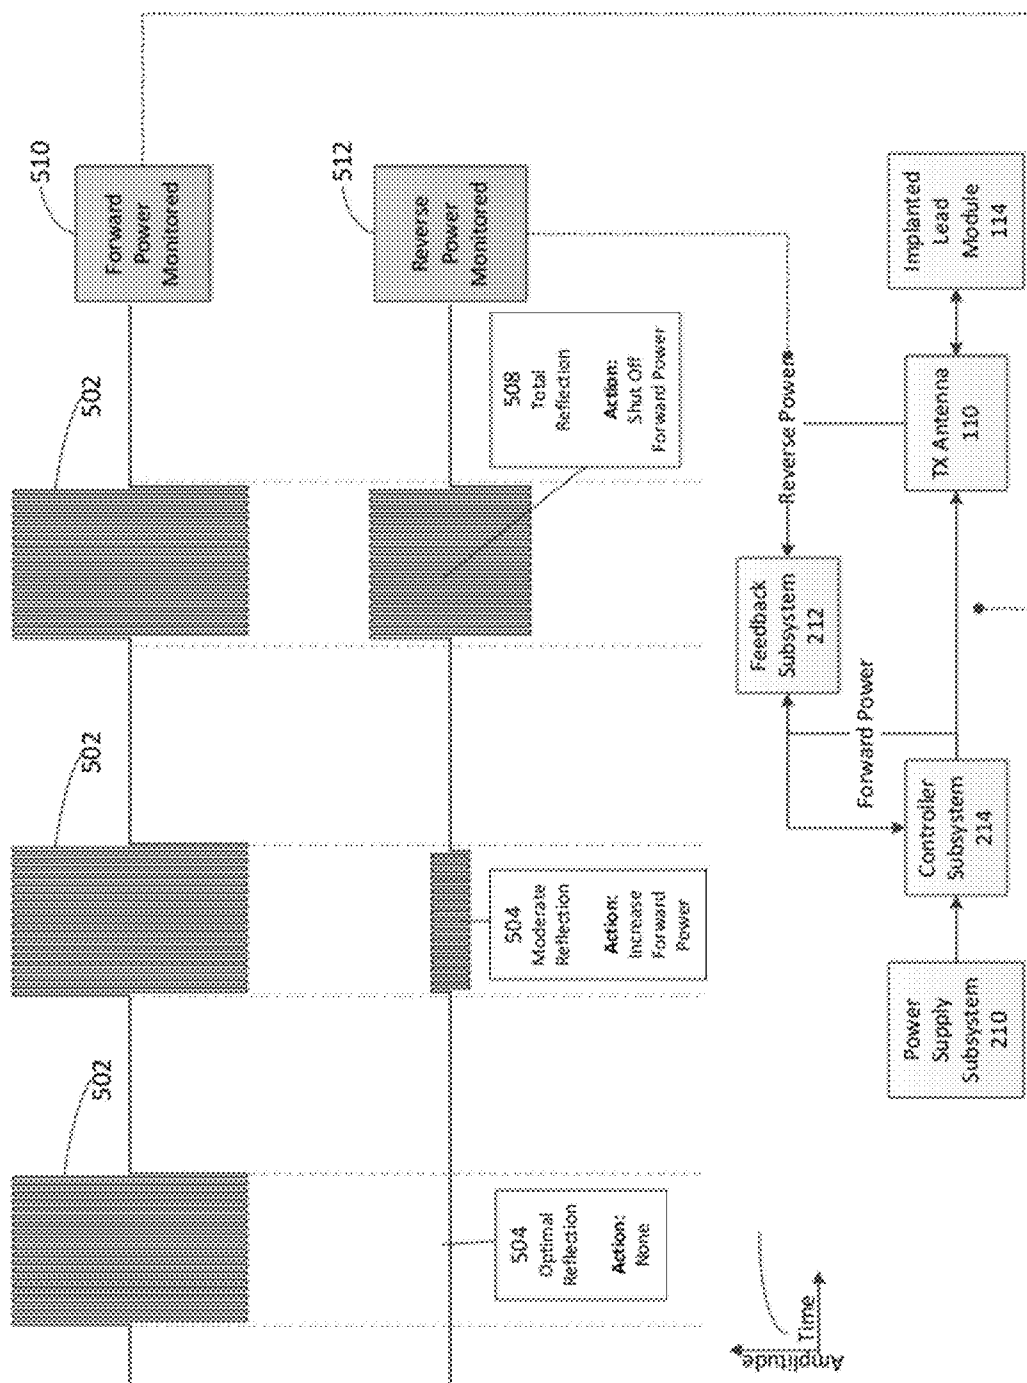 502
502
502
510
Forward
Power
Monitored
512
Reverse
Power
Monitored
504
Optimal
Reflection
Action:
None
504
Moderate
Reflection
Action:
Increase
Forward
Power
508
Total
Reflection
Action:
Shut Off
Forward Power
Amplitude
Time
Feedback
Subsystem
212
Reverse Power
Forward Power
Power
Supply
Subsystem
210
Controller
Subsystem
214
TX Antenna
110
Implanted
Lead
Module
114